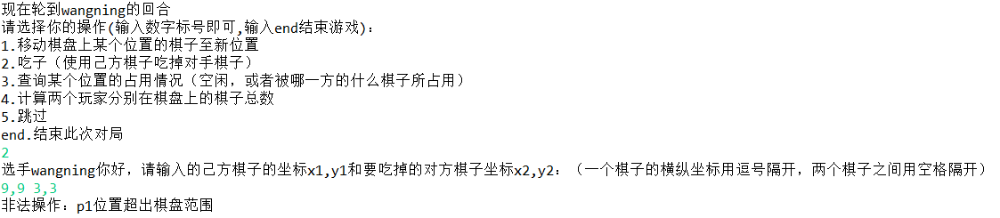 现在轮到wangning的回合
请选择你的操作(输入数字标号即可,输入end结束游戏):
1.移动棋盘上某个位置的棋子至新位置
2.吃子（使用己方棋子吃掉对手棋子）
3.查询某个位置的占用情况（空闲，或者被哪一方的什么棋子所占用）
4.计算两个玩家分别在棋盘上的棋子总数
5.跳过
end.结束此次对局
2
选手wangning你好，请输入的己方棋子的坐标x1,y1和要吃掉的对方棋子坐标x2,y2：（一个棋子的横纵坐标用逗号隔开，两个棋子之间用空格隔开）
9,9 3,3
非法操作：p1位置超出棋盘范围